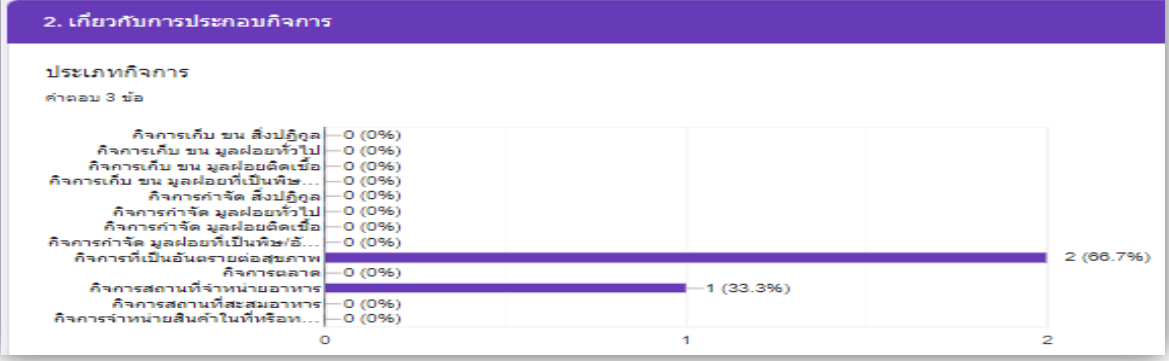 2. เกี่ยวกับการประกอบกิจการ
ประเภทกิจการ
คำตอบ 3 ข้อ
กิจการเก็บ ขน สิ่งปฏิกูล 0 (0%)
กิจการเก็บ ขน มูลฝอยทั่วไป 0 (0%)
กิจการเก็บ ขน มูลฝอยติดเชื้อ 0 (0%)
กิจการเก็บ ขน มูลฝอยที่เป็นพิษ... 0 (0%)
กิจการกำจัด สิ่งปฏิกูล 0 (0%)
กิจการกำจัด มูลฝอยทั่วไป 0 (0%)
กิจการกำจัด มูลฝอยติดเชื้อ 0 (0%)
กิจการกำจัด มูลฝอยที่เป็นพิษ/อั... 0 (0%)
กิจการที่เป็นอันตรายต่อสุขภาพ 2 (66.7%)
กิจการตลาด 0 (0%)
กิจการสถานที่จำหน่ายอาหาร 1 (33.3%)
กิจการสถานที่สะสมอาหาร 0 (0%)
กิจการจำหน่ายสินค้าในที่หรือท... 0 (0%)
0 1 2